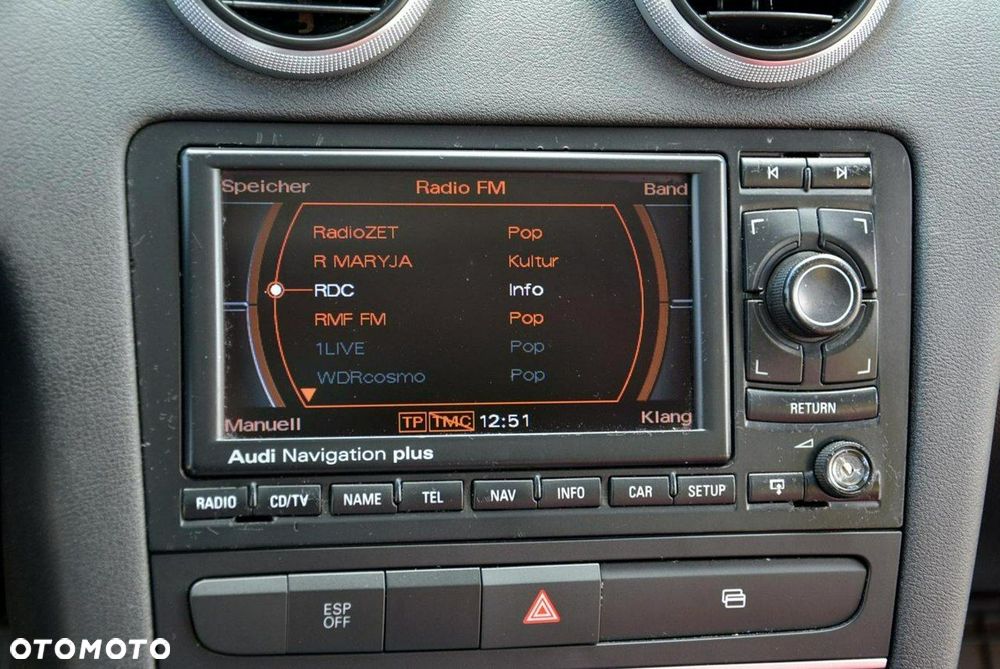 Speicher Radio FM Band
RadioZET Pop
R MARYJA Kultur
RDC Info
RMF FM Pop
1LIVE Pop
WDRcosmo Pop
Manuell TP TMC 12:51 Klang
RETURN
Audi Navigation plus
RADIO CD/TV NAME TEL NAV INFO CAR SETUP
ESP
OFF
OTOMOTO